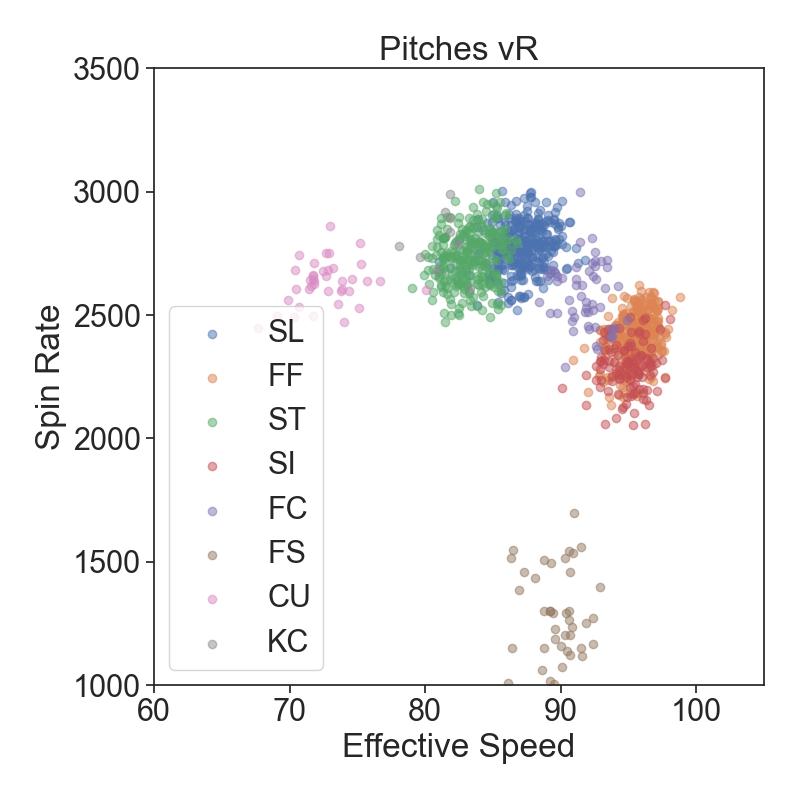 Pitches vR
3500
3000
2500
2000
1500
1000
Spin Rate
SL
FF
ST
SI
FC
FS
CU
KC
60 70 80 90 100
Effective Speed